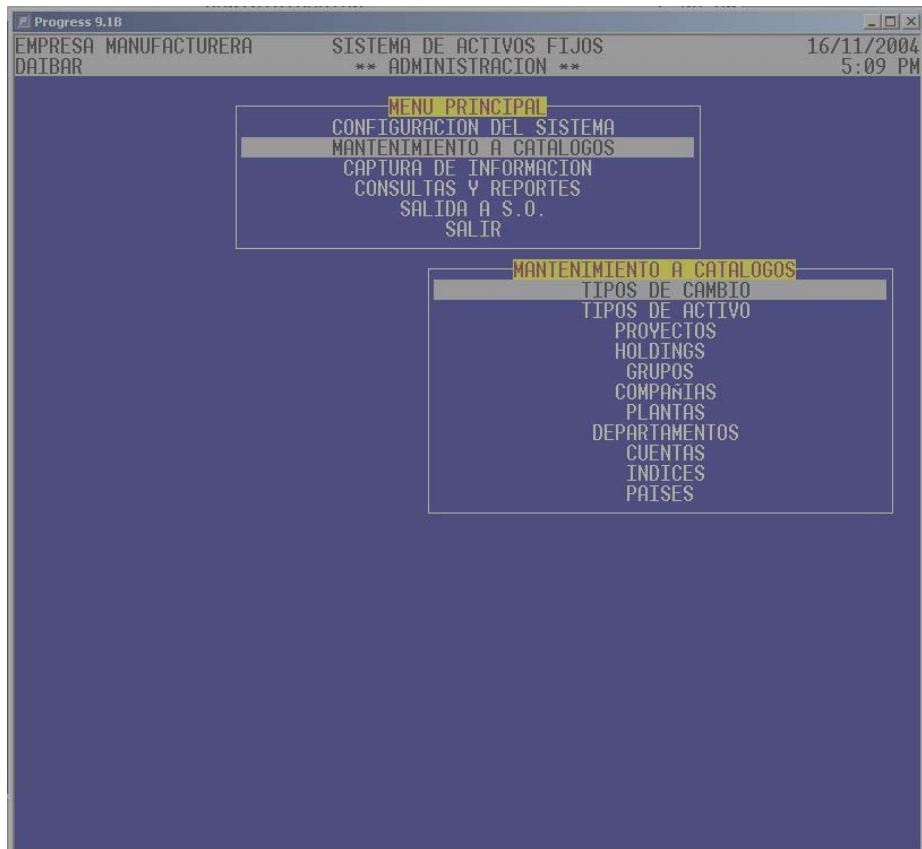 Progress 9.1B
EMPRESA MANUFACTURERA SISTEMA DE ACTIVOS FIJOS 16/11/2004
DAIBAR ** ADMINISTRACION ** 5:09 PM
MENU PRINCIPAL
CONFIGURACION DEL SISTEMA
MANTENIMIENTO A CATALOGOS
CAPTURA DE INFORMACION
CONSULTAS Y REPORTES
SALIDA A S.O.
SALIR
MANTENIMIENTO A CATALOGOS
TIPOS DE CAMBIO
TIPOS DE ACTIVO
PROYECTOS
HOLDINGS
GRUPOS
COMPAñIAS
PLANTAS
DEPARTAMENTOS
CUENTAS
INDICES
PAISES